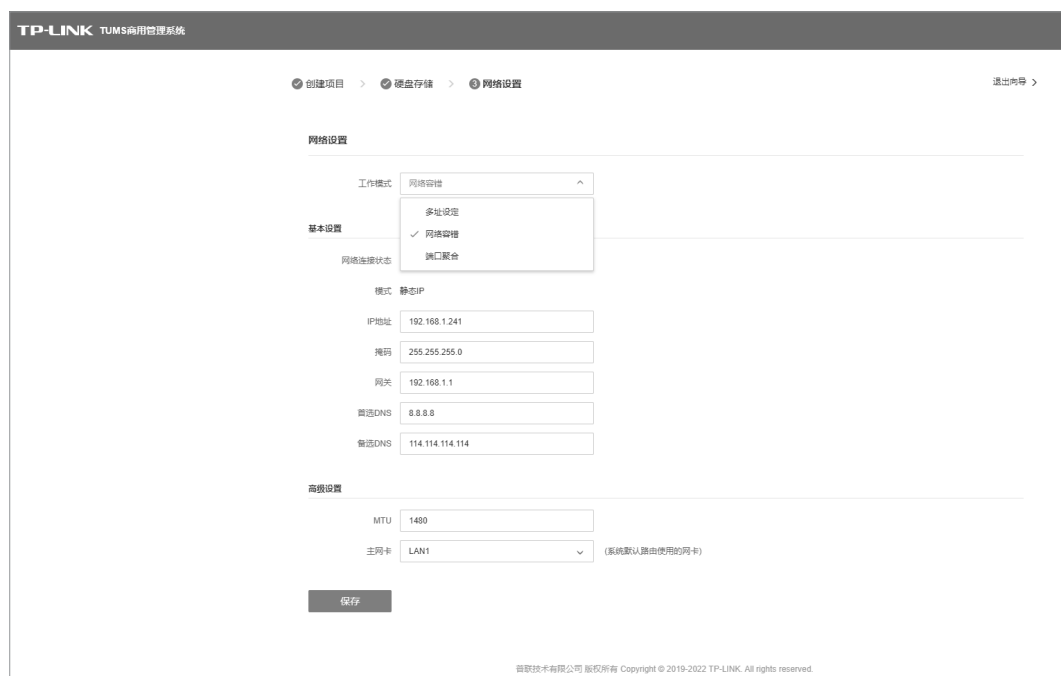 TP-LINK TUMS商用管理系统
创建项目 > 硬盘存储 > 3 网络设置
退出向导 >
网络设置
工作模式 网络容错
多址设定
基本设置
✓ 网络容错
网络连接状态
端口聚合
模式 静态IP
IP地址 192.168.1.241
掩码 255.255.255.0
网关 192.168.1.1
首选DNS 8.8.8.8
备选DNS 114.114.114.114
高级设置
MTU 1480
主网卡 LAN1 (系统默认路由使用的网卡)
保存
普联技术有限公司 版权所有 Copyright © 2019-2022 TP-LINK. All rights reserved.